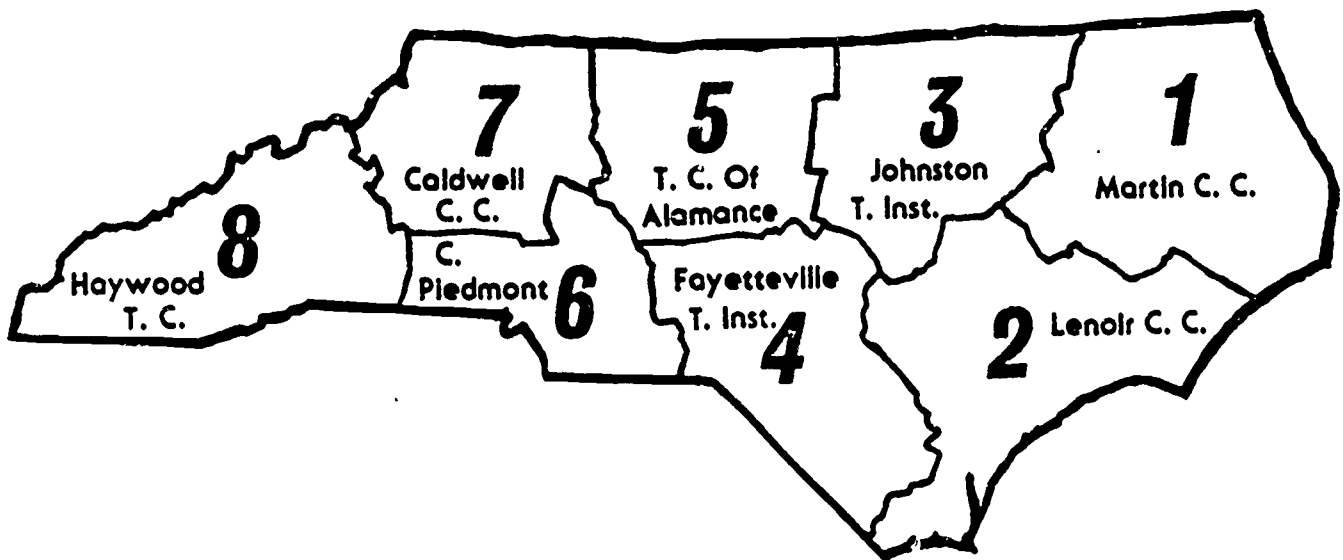 7
Caldwell
C. C.
5
T. C. Of
Alamance
3
Johnston
T. Inst.
1
Martin C. C.
8
Haywood
T. C.
C.
Piedmont
6
Fayetteville
T. Inst.
4
2
Lenoir C. C.